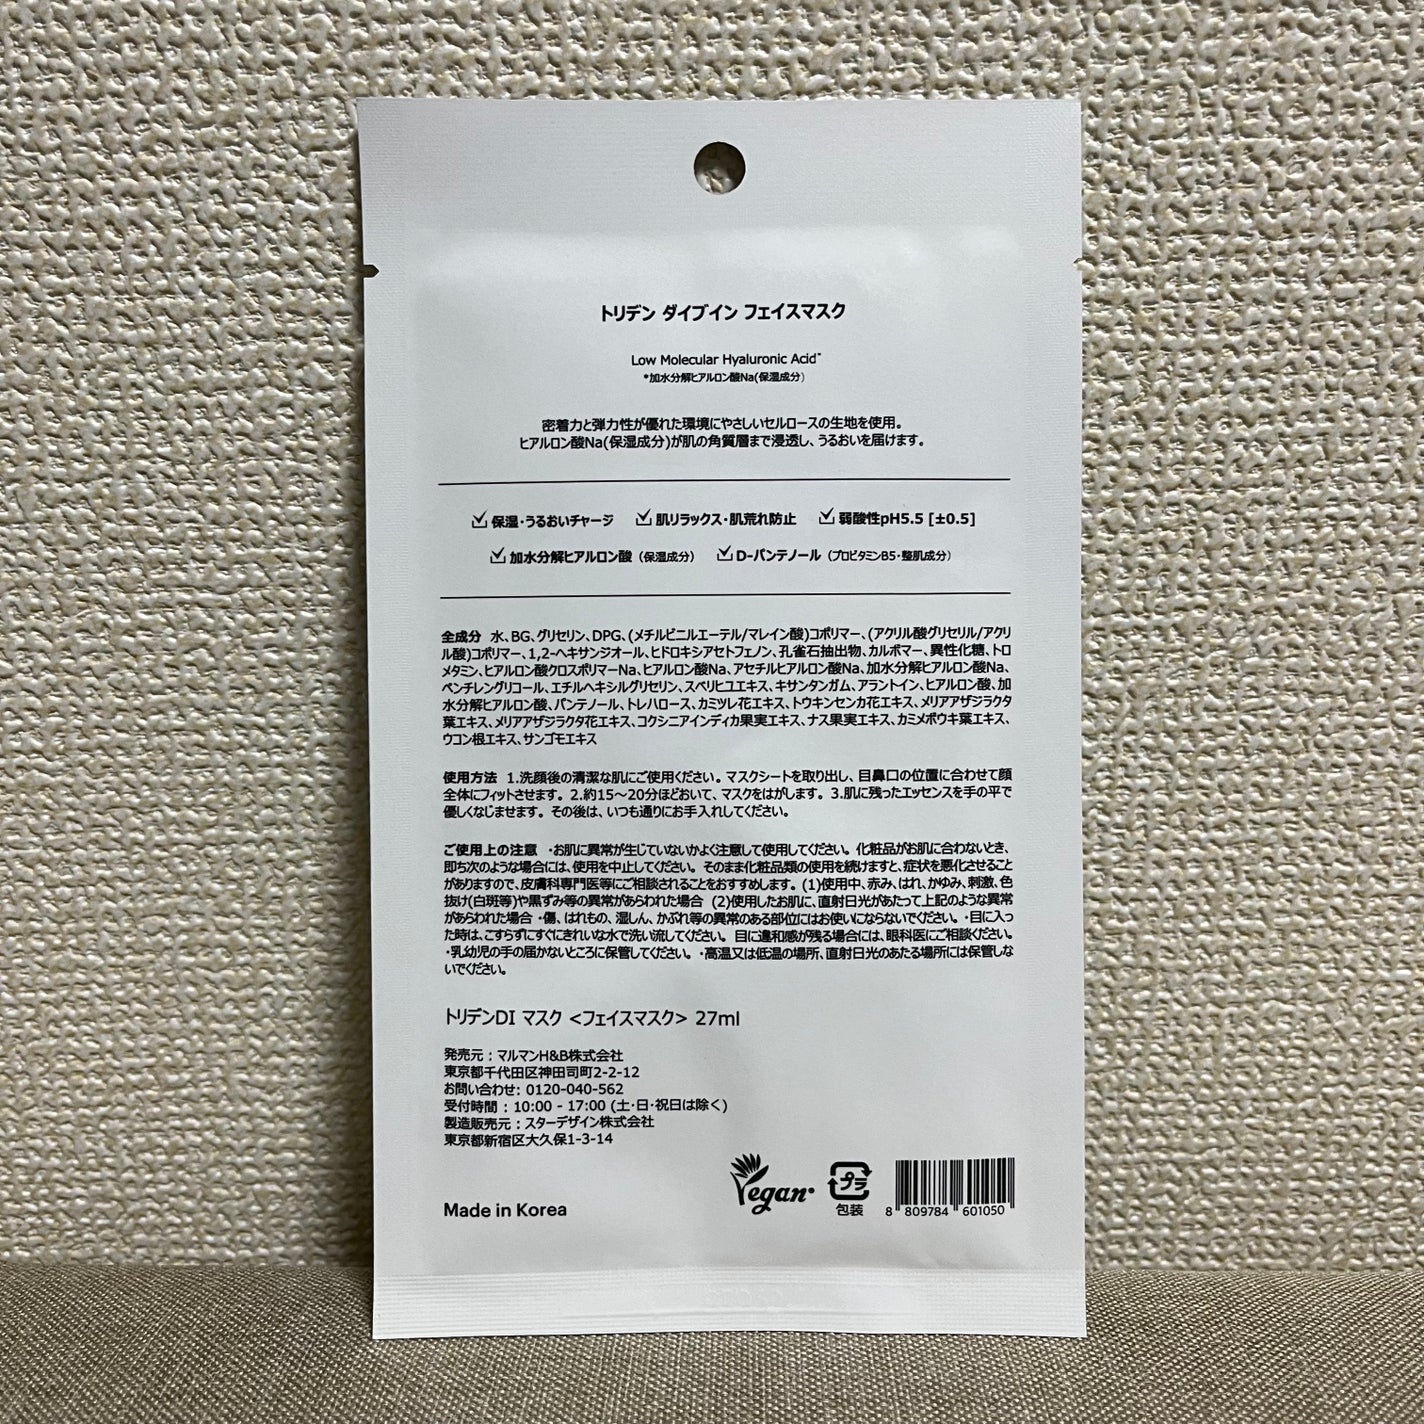 トリデン ダイブイン フェイスマスク
Low Molecular Hyaluronic Acid*
*加水分解ヒアルロン酸Na(保湿成分)
密着力と弾力性が優れた環境にやさしいセルロースの生地を使用。
ヒアルロン酸Na(保湿成分)が肌の角質層まで浸透し、うるおいを届けます。
保湿・うるおいチャージ 肌リラックス・肌荒れ防止 弱酸性pH5.5 [±0.5]
加水分解ヒアルロン酸 (保湿成分) D-パンテノール (プロビタミンB5・整肌成分)
全成分 水、BG、グリセリン、DPG、(メチルビニルエーテル/マレイン酸)コポリマー、(アクリル酸グリセリル/アクリ
ル酸)コポリマー、1,2-ヘキサンジオール、ヒドロキシアセトフェノン、孔雀石抽出物、カルボマー、異性化糖、トロ
メタミン、ヒアルロン酸クロスポリマーNa、ヒアルロン酸Na、アセチルヒアルロン酸Na、加水分解ヒアルロン酸Na、
ペンチレングリコール、エチルヘキシルグリセリン、スベリヒユエキス、キサンタンガム、アラントイン、ヒアルロン酸、加
水分解ヒアルロン酸、パンテノール、トレハロース、カミツレ花エキス、トウキンセンカ花エキス、メリアアザジラクタ
葉エキス、メリアアザジラクタ花エキス、コクシニアインディカ果実エキス、ナス果実エキス、カミメボウキ葉エキス、
ウコン根エキス、サンゴモエキス
使用方法 1.洗顔後の清潔な肌にご使用ください。マスクシートを取り出し、目鼻口の位置に合わせて顔
全体にフィットさせます。2.約15～20分ほどおいて、マスクをはがします。3.肌に残ったエッセンスを手の平で
優しくなじませます。その後は、いつも通りにお手入れしてください。
ご使用上の注意 ・お肌に異常が生じていないかよく注意して使用してください。化粧品がお肌に合わないとき、
即ち次のような場合には、使用を中止してください。そのまま化粧品類の使用を続けますと、症状を悪化させること
がありますので、皮膚科専門医等にご相談されることをおすすめします。(1)使用中、赤み、はれ、かゆみ、刺激、色
抜け(白斑等)や黒ずみ等の異常があらわれた場合 (2)使用したお肌に、直射日光があたって上記のような異常
があらわれた場合 ・傷、はれもの、湿しん、かぶれ等の異常のある部位にはお使いにならないでください。・目に入っ
た時は、こすらずにすぐにきれいな水で洗い流してください。目に違和感が残る場合には、眼科医にご相談ください。
・乳幼児の手の届かないところに保管してください。・高温又は低温の場所、直射日光のあたる場所には保管しな
いでください。
トリデンDI マスク <フェイスマスク> 27ml
発売元 : マルマンH&B株式会社
東京都千代田区神田司町2-2-12
お問い合わせ: 0120-040-562
受付時間 : 10:00 - 17:00 (土・日・祝日は除く)
製造販売元 : スターデザイン株式会社
東京都新宿区大久保1-3-14
Made in Korea
Vegan
プラ
包装
8 809784 601050